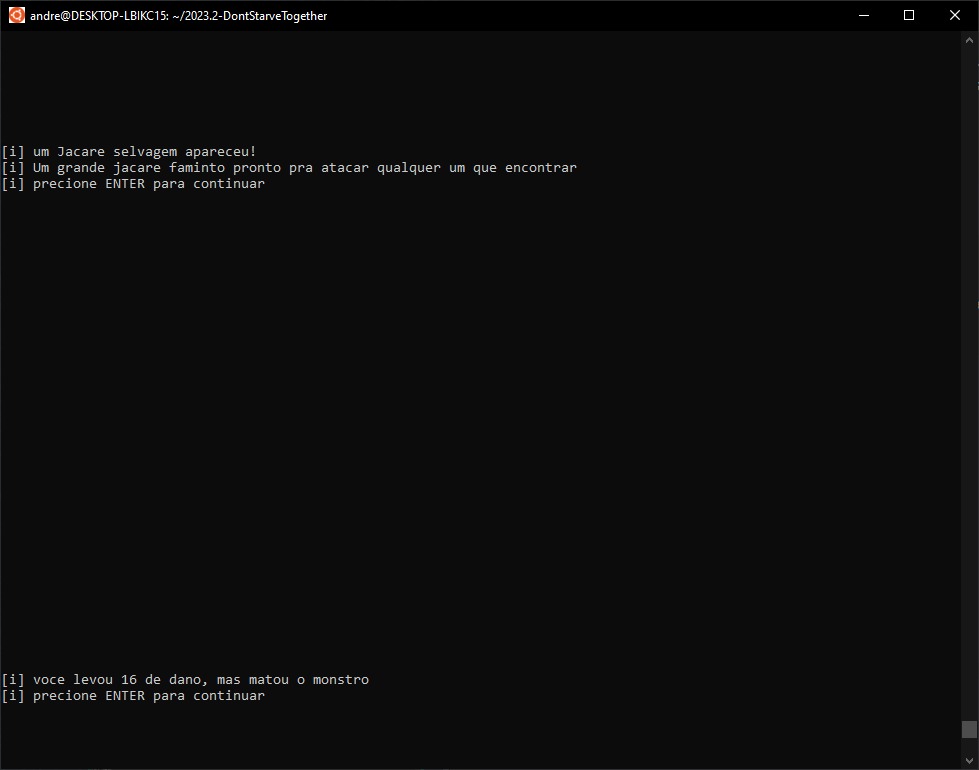 andre@DESKTOP-LBIKC15: ~/2023.2-DontStarveTogether
[i] um Jacare selvagem apareceu!
[i] Um grande jacare faminto pronto pra atacar qualquer um que encontrar
[i] precione ENTER para continuar
[i] voce levou 16 de dano, mas matou o monstro
[i] precione ENTER para continuar